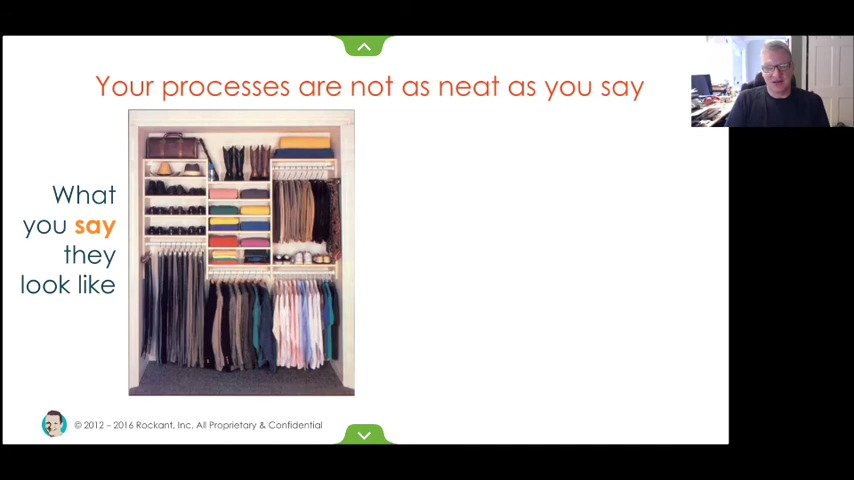 Your processes are not as neat as you say
What
you say
they
look like
© 2012 – 2016 Rockant, Inc. All Proprietary & Confidential